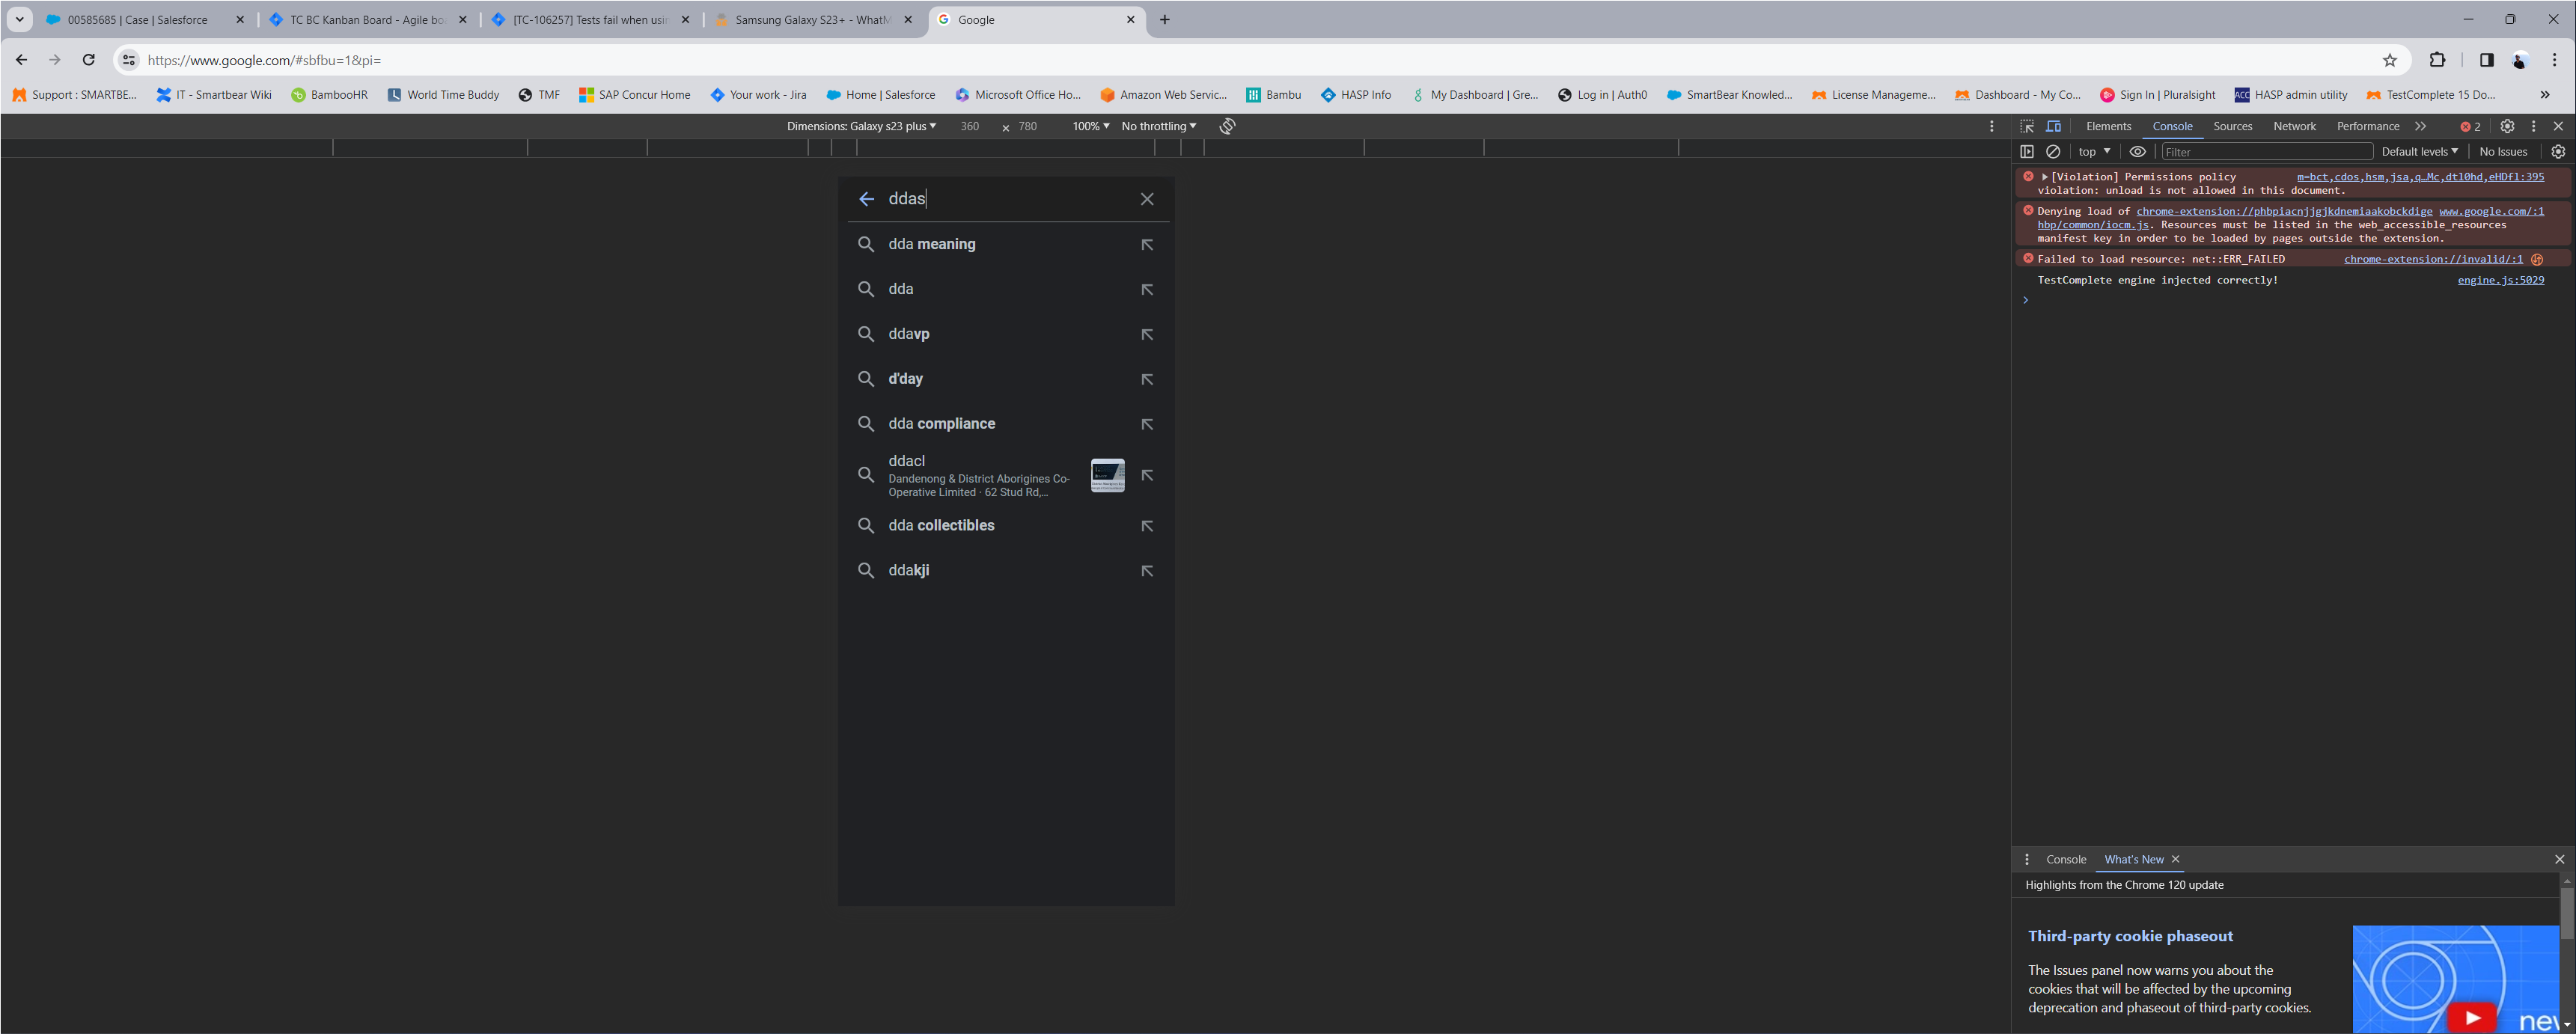 00585685 | Case | Salesforce
TC BC Kanban Board - Agile bo
[TC-106257] Tests fail when usin
Samsung Galaxy S23+ - WhatM
Google
https://www.google.com/#sbfbu=1&pi=
Support : SMARTBE...
IT - Smartbear Wiki
BambooHR
World Time Buddy
TMF
SAP Concur Home
Your work - Jira
Home | Salesforce
Microsoft Office Ho...
Amazon Web Servic...
Bambu
HASP Info
My Dashboard | Gre...
Log in | Auth0
SmartBear Knowled...
License Manageme...
Dashboard - My Co...
Sign In | Pluralsight
HASP admin utility
TestComplete 15 Do...
Dimensions: Galaxy s23 plus 360 x 780 100% No throttling
Elements Console Sources Network Performance 2
top Filter Default levels No Issues
ddas
dda meaning
dda
ddavp
d'day
dda compliance
ddacl
Dandenong & District Aborigines Co-
Operative Limited · 62 Stud Rd,...
dda collectibles
ddakji
[Violation] Permissions policy m=bct,cdos,hsm,jsa,q…Mc,dtl0hd,eHDfl:395
violation: unload is not allowed in this document.
Denying load of chrome-extension://phbpiacnjjgjkdnemiaakobckdige www.google.com/:1
hbp/common/iocm.js. Resources must be listed in the web_accessible_resources
manifest key in order to be loaded by pages outside the extension.
Failed to load resource: net::ERR_FAILED chrome-extension://invalid/:1
TestComplete engine injected correctly! engine.js:5029
Console What's New
Highlights from the Chrome 120 update
Third-party cookie phaseout
The Issues panel now warns you about the
cookies that will be affected by the upcoming
deprecation and phaseout of third-party cookies.
new